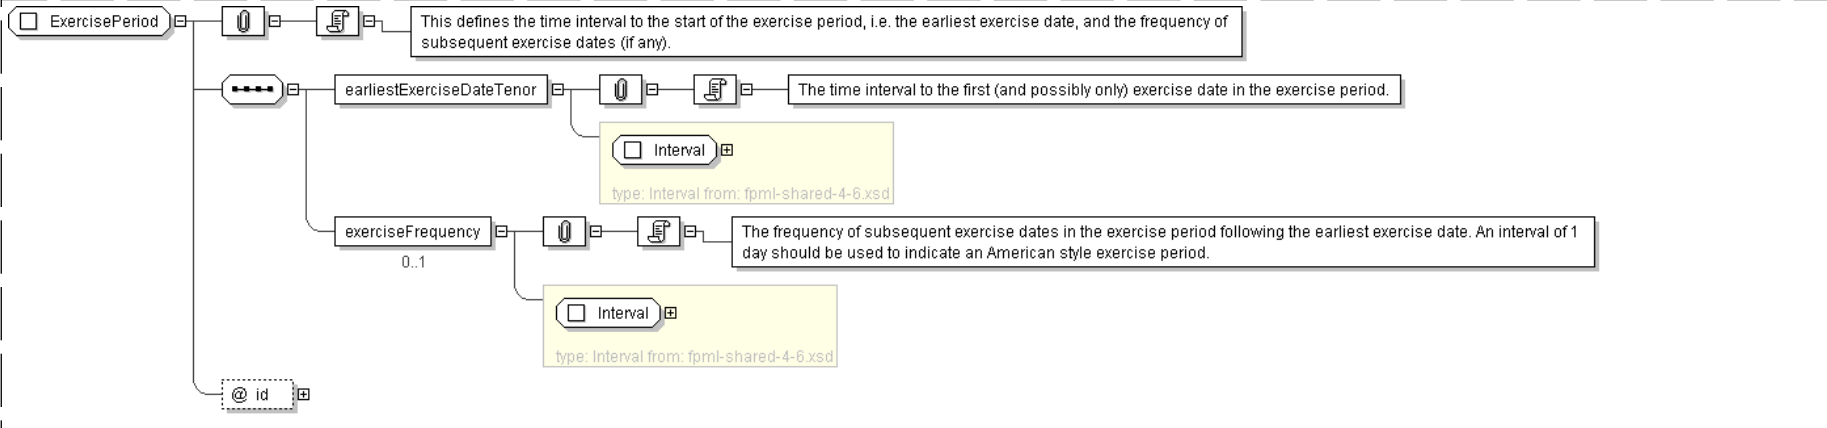 ExercisePeriod
This defines the time interval to the start of the exercise period, i.e. the earliest exercise date, and the frequency of
subsequent exercise dates (if any).
earliestExerciseDateTenor
The time interval to the first (and possibly only) exercise date in the exercise period.
Interval
type: Interval from: fpml-shared-4-6.xsd
exerciseFrequency
0..1
The frequency of subsequent exercise dates in the exercise period following the earliest exercise date. An interval of 1
day should be used to indicate an American style exercise period.
Interval
type: Interval from: fpml-shared-4-6.xsd
@ id